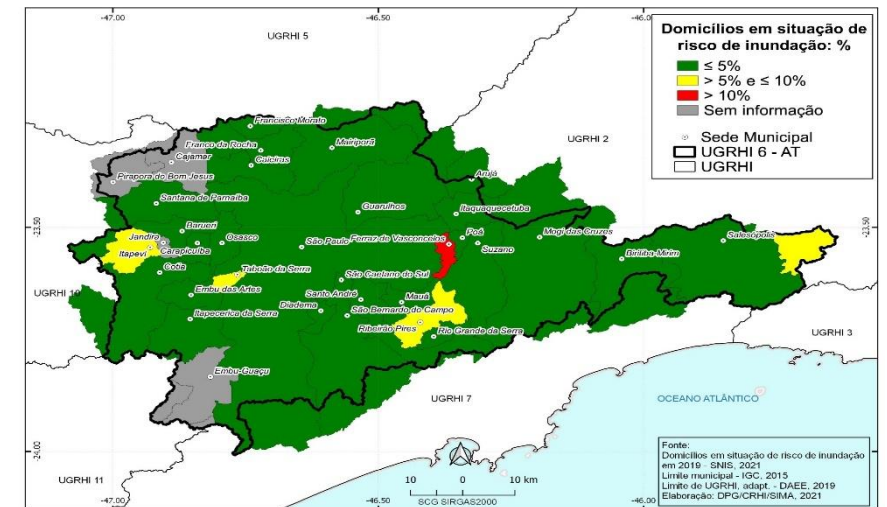 -47.00
-46.50
-46.00
UGRHI 5
Domicílios em situação de
risco de inundação: %
≤ 5%
> 5% e ≤ 10%
> 10%
Sem informação
Sede Municipal
UGRHI 6 - AT
UGRHI
Francisco Morato
Franco da Rocha
Mairiporã
Cajamar
Caieiras
UGRHI 2
Pirapora do Bom Jesus
Arujá
Santana de Parnaíba
Guarulhos
Itaquaquecetuba
-23.50
-23.50
Barueri
Jandira
Osasco
São Paulo
Ferraz de Vasconcelos
Poá
Mogi das Cruzes
Salesópolis
Itapevi
Carapicuíba
Suzano
Biritiba-Mirim
Cotia
Taboão da Serra
São Caetano do Sul
UGRHI 10
Embu das Artes
Santo André
Mauá
Diadema
São Bernardo do Campo
Itapecerica da Serra
Ribeirão Pires
Rio Grande da Serra
UGRHI 3
Embu-Guaçu
UGRHI 7
OCEANO ATLÂNTICO
-24.00
-24.00
UGRHI 11
10 0 10 km
SCG SIRGAS2000
Fonte:
Domicílios em situação de risco de inundação
em 2019 - SNIS, 2021
Limite municipal - IGC, 2015
Limite de UGRHI, adapt. - DAEE, 2019
Elaboração: DPG/CRHI/SIMA, 2021
-47.00
-46.50
-46.00